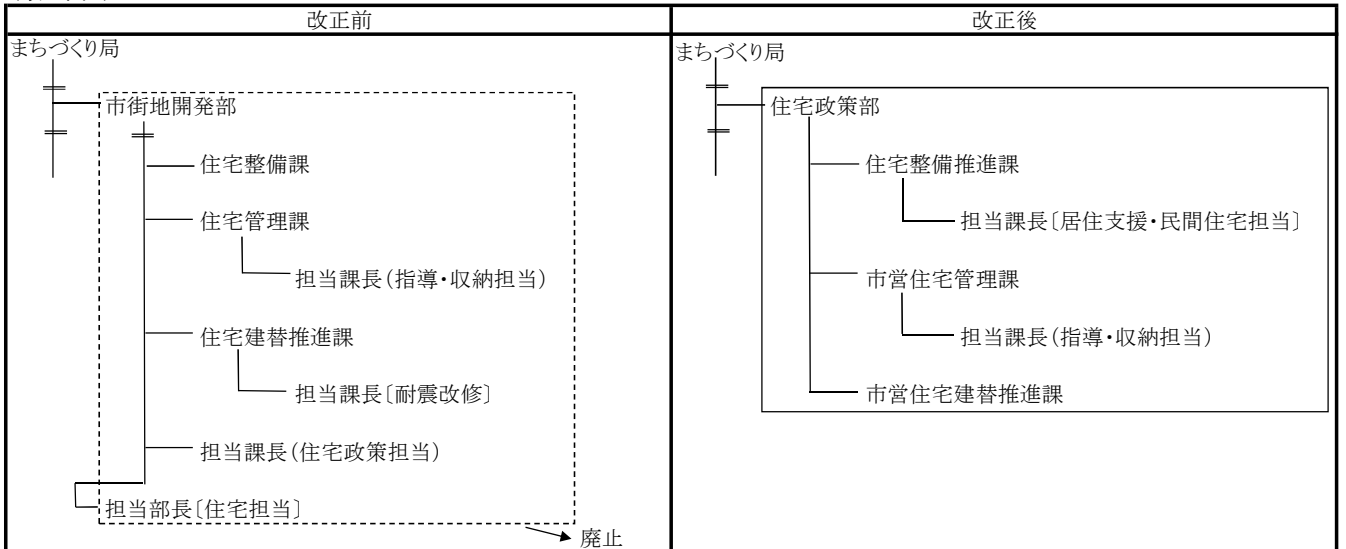 改正前
まちづくり局
市街地開発部
住宅整備課
住宅管理課
担当課長(指導・収納担当)
住宅建替推進課
担当課長〔耐震改修〕
担当課長(住宅政策担当)
担当部長〔住宅担当〕
廃止
改正後
まちづくり局
住宅政策部
住宅整備推進課
担当課長〔居住支援・民間住宅担当〕
市営住宅管理課
担当課長(指導・収納担当)
市営住宅建替推進課